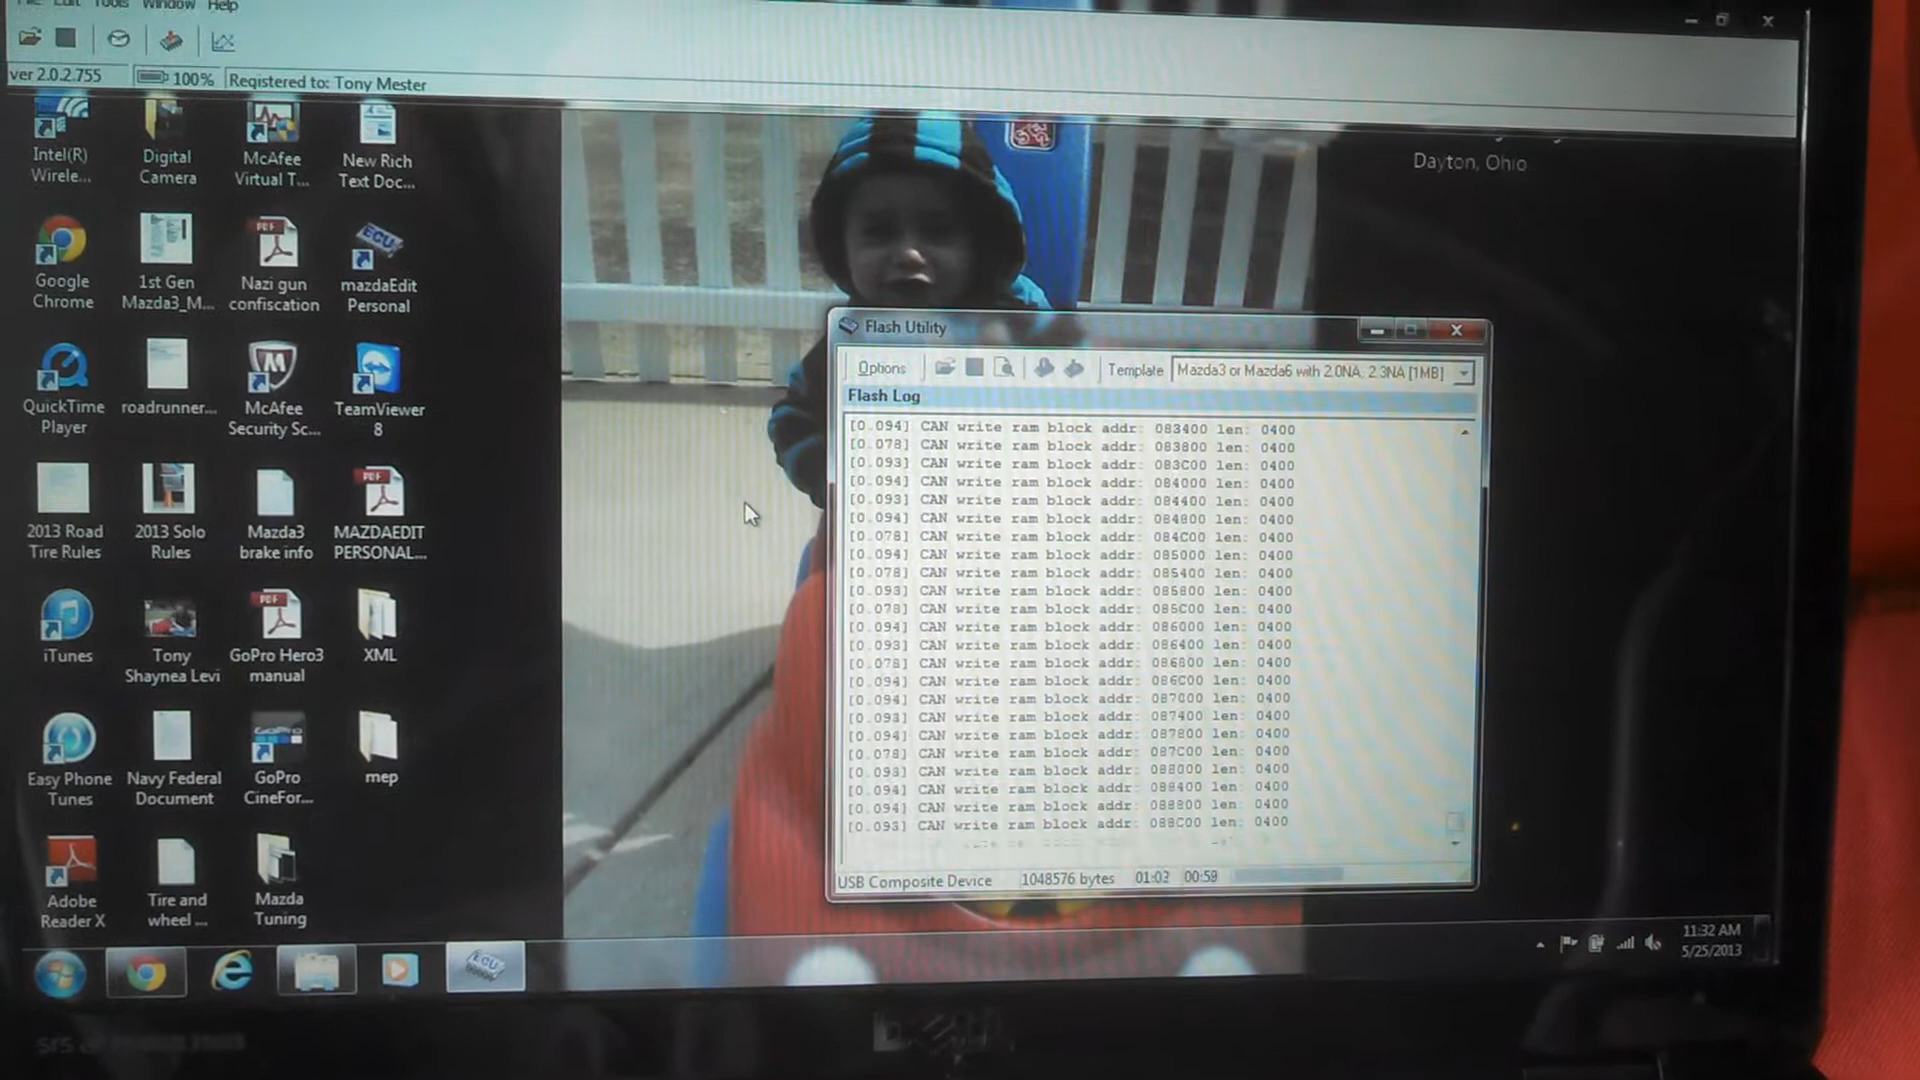 File Edit Tools Window Help
ver 2.0.2.755
100%
Registered to: Tony Mester
Dayton, Ohio
Intel(R)
Wirele...
Digital
Camera
McAfee
Virtual T...
New Rich
Text Doc...
Google
Chrome
1st Gen
Mazda3_M...
PDF
Nazi gun
confiscation
ECU
mazdaEdit
Personal
QuickTime
Player
roadrunner...
McAfee
Security Sc...
TeamViewer
8
2013 Road
Tire Rules
2013 Solo
Rules
Mazda3
brake info
PDF
MAZDAEDIT
PERSONAL...
iTunes
Tony
Shaynea Levi
PDF
GoPro Hero3
manual
XML
Easy Phone
Tunes
Navy Federal
Document
GoPro
GoPro
CineFor...
mep
Adobe
Reader X
Tire and
wheel ...
Mazda
Tuning
Flash Utility
Options
Template
Mazda3 or Mazda6 with 2.0NA, 2.3NA [1MB]
Flash Log
[0.094] CAN write ram block addr: 083400 len: 0400
[0.078] CAN write ram block addr: 083800 len: 0400
[0.093] CAN write ram block addr: 083C00 len: 0400
[0.094] CAN write ram block addr: 084000 len: 0400
[0.093] CAN write ram block addr: 084400 len: 0400
[0.094] CAN write ram block addr: 084800 len: 0400
[0.078] CAN write ram block addr: 084C00 len: 0400
[0.094] CAN write ram block addr: 085000 len: 0400
[0.078] CAN write ram block addr: 085400 len: 0400
[0.093] CAN write ram block addr: 085800 len: 0400
[0.078] CAN write ram block addr: 085C00 len: 0400
[0.094] CAN write ram block addr: 086000 len: 0400
[0.093] CAN write ram block addr: 086400 len: 0400
[0.078] CAN write ram block addr: 086800 len: 0400
[0.094] CAN write ram block addr: 086C00 len: 0400
[0.094] CAN write ram block addr: 087000 len: 0400
[0.093] CAN write ram block addr: 087400 len: 0400
[0.094] CAN write ram block addr: 087800 len: 0400
[0.078] CAN write ram block addr: 087C00 len: 0400
[0.093] CAN write ram block addr: 088000 len: 0400
[0.094] CAN write ram block addr: 088400 len: 0400
[0.094] CAN write ram block addr: 088800 len: 0400
[0.093] CAN write ram block addr: 088C00 len: 0400
USB Composite Device 1048576 bytes 01:03 00:59
ECU
11:32 AM
5/25/2013